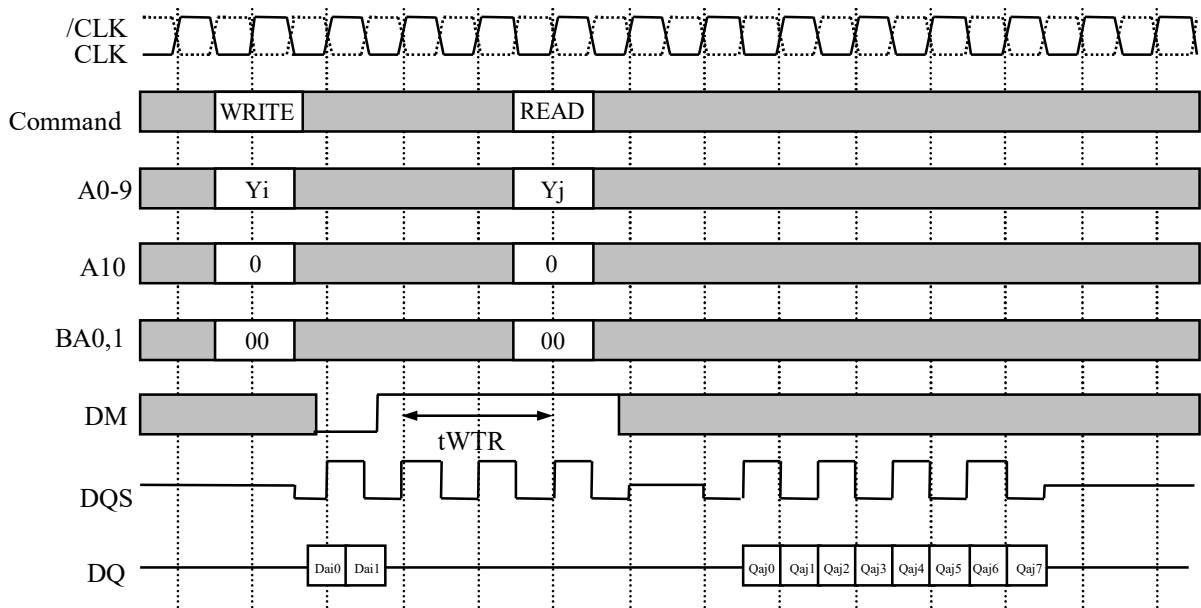 /CLK
CLK
Command WRITE READ
A0-9 Yi Yj
A10 0 0
BA0,1 00 00
DM
tWTR
DQS
DQ Dai0 Dai1 Qaj0 Qaj1 Qaj2 Qaj3 Qaj4 Qaj5 Qaj6 Qaj7